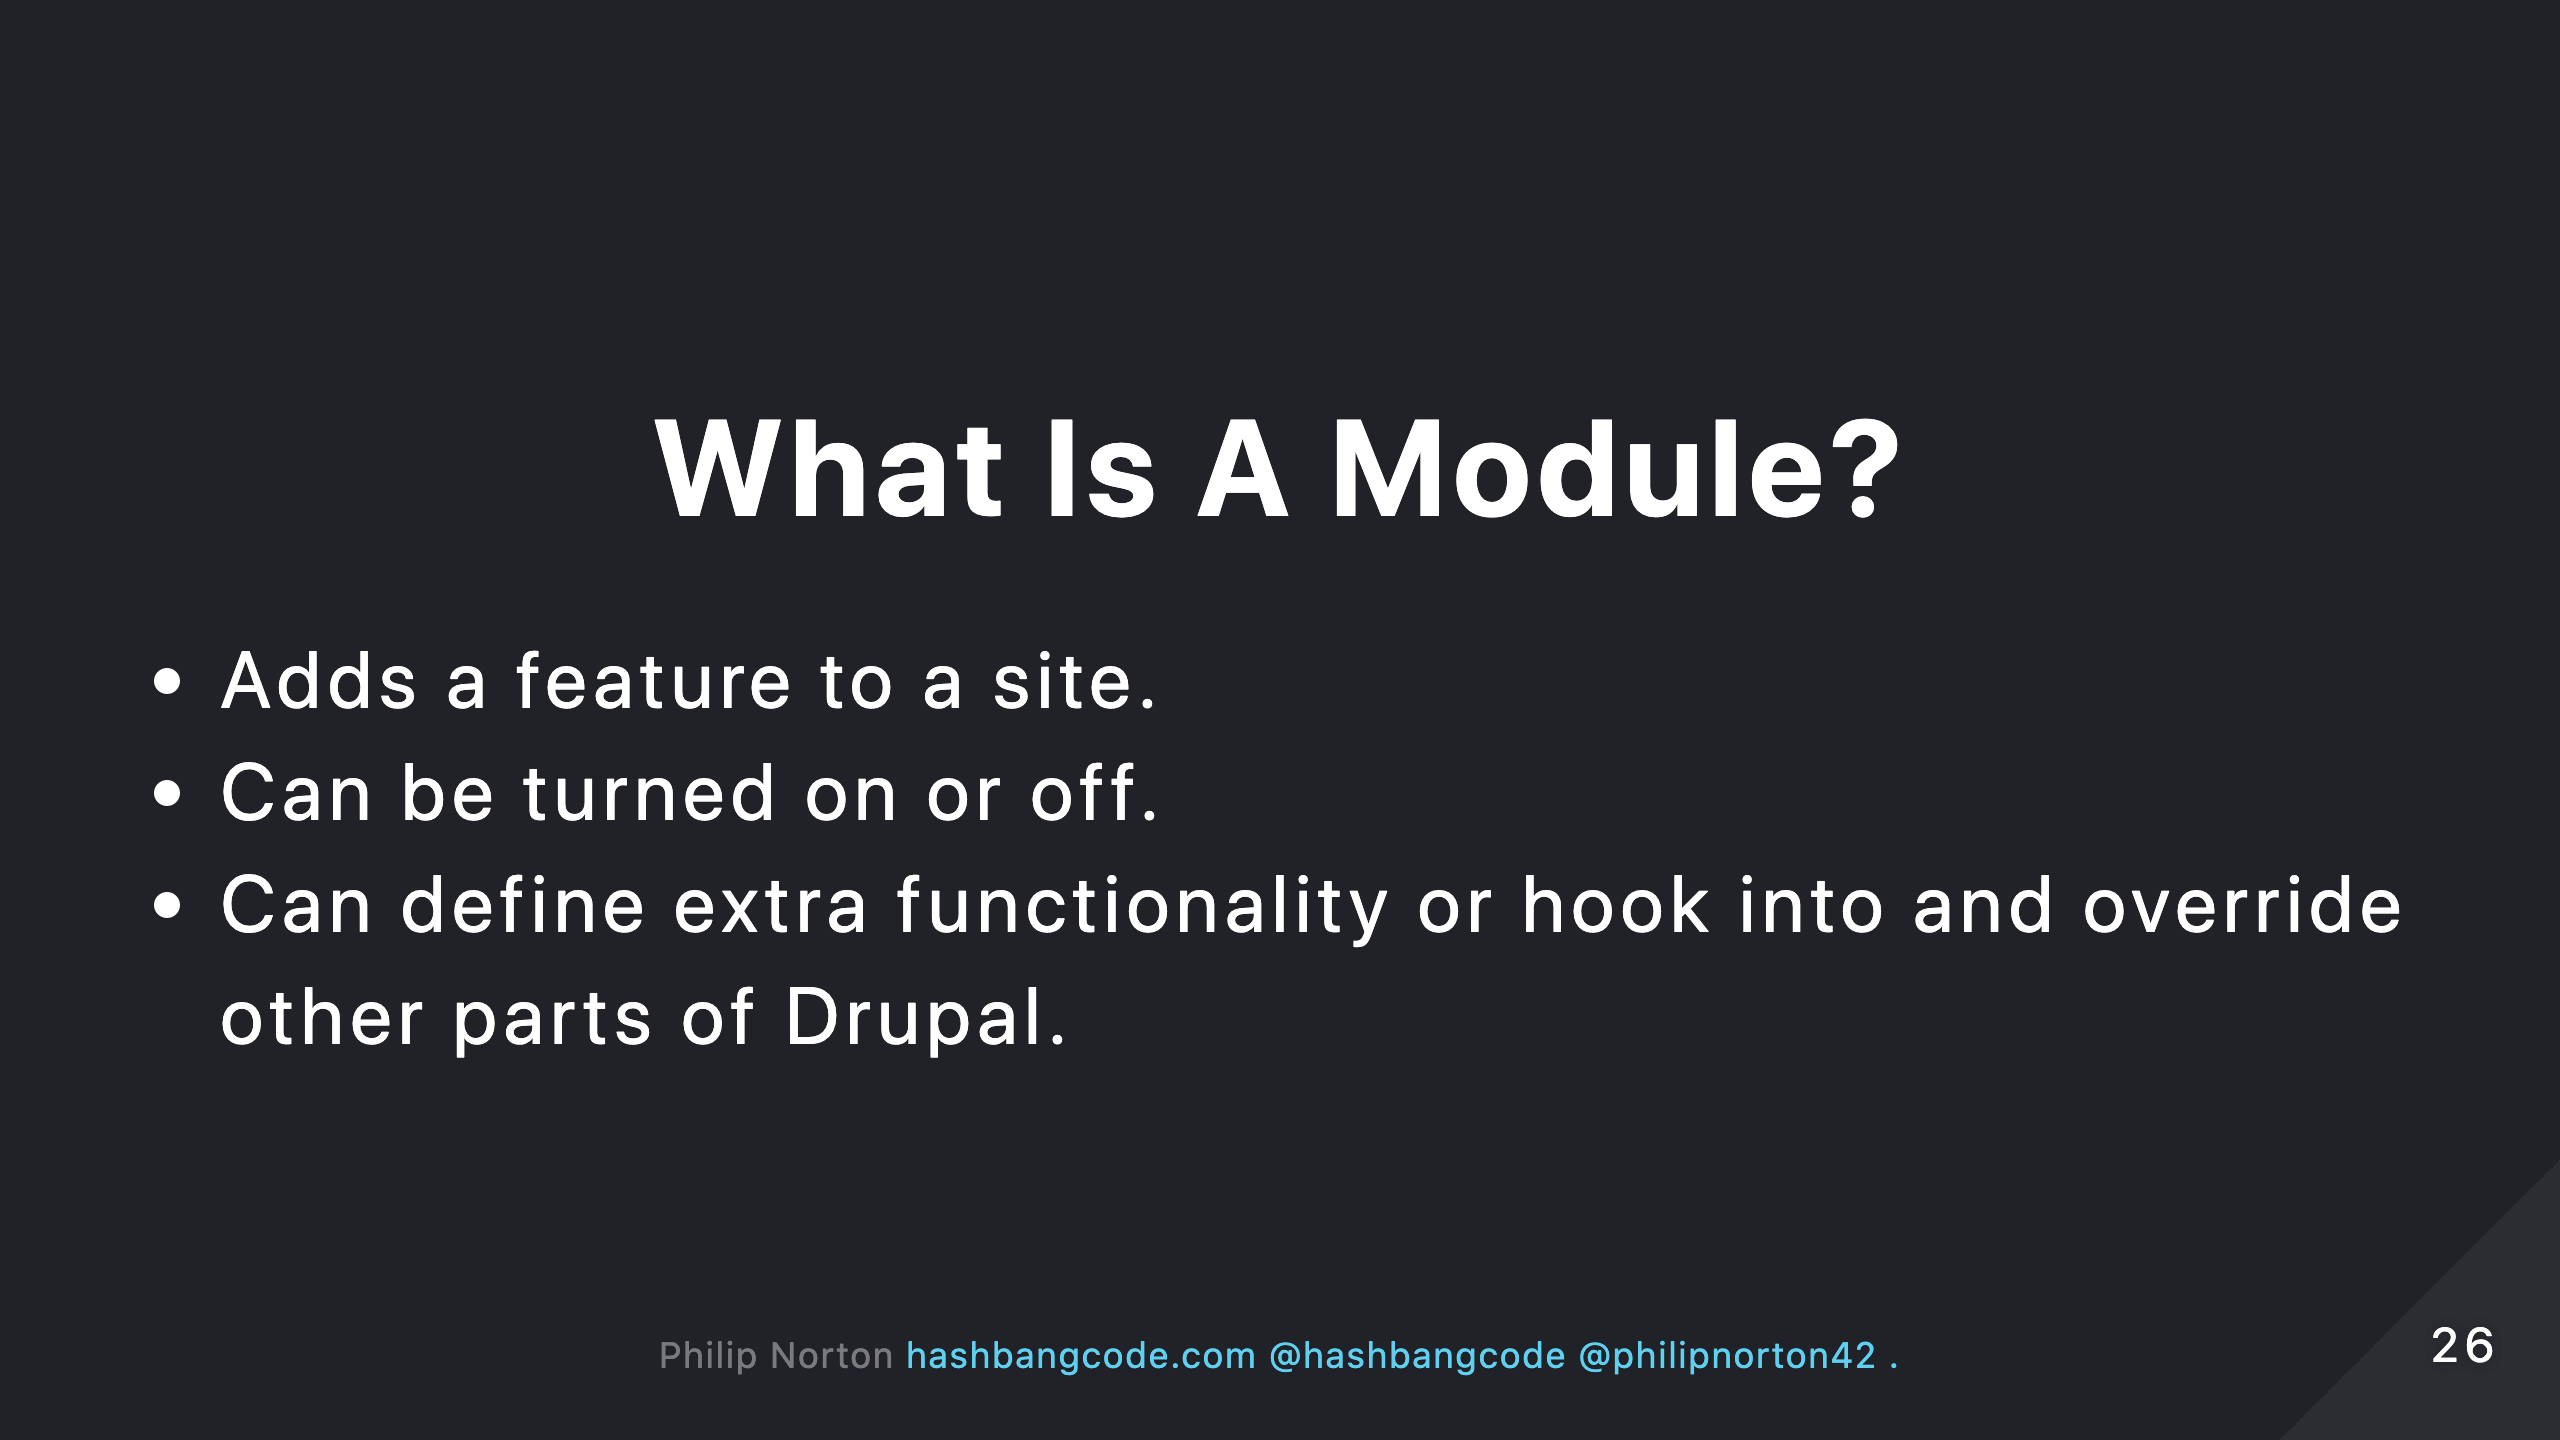 What Is A Module?
• Adds a feature to a site.
• Can be turned on or off.
• Can define extra functionality or hook into and override
other parts of Drupal.
Philip Norton hashbangcode.com @hashbangcode @philipnorton42 .
26